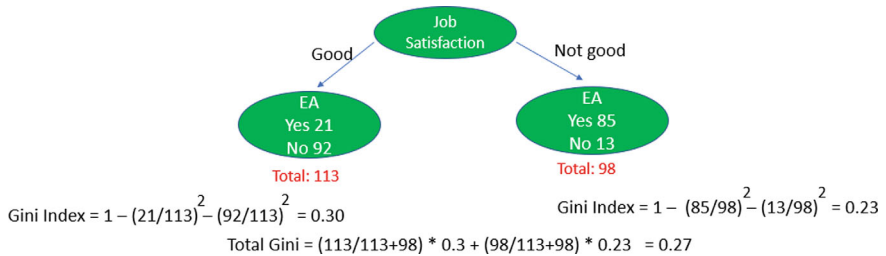 Job
Satisfaction
Good
Not good
EA
Yes 21
No 92
EA
Yes 85
No 13
Total: 113
Total: 98
Gini Index = 1 – (21/113)² – (92/113)² = 0.30
Gini Index = 1 – (85/98)² – (13/98)² = 0.23
Total Gini = (113/113+98) * 0.3 + (98/113+98) * 0.23 = 0.27